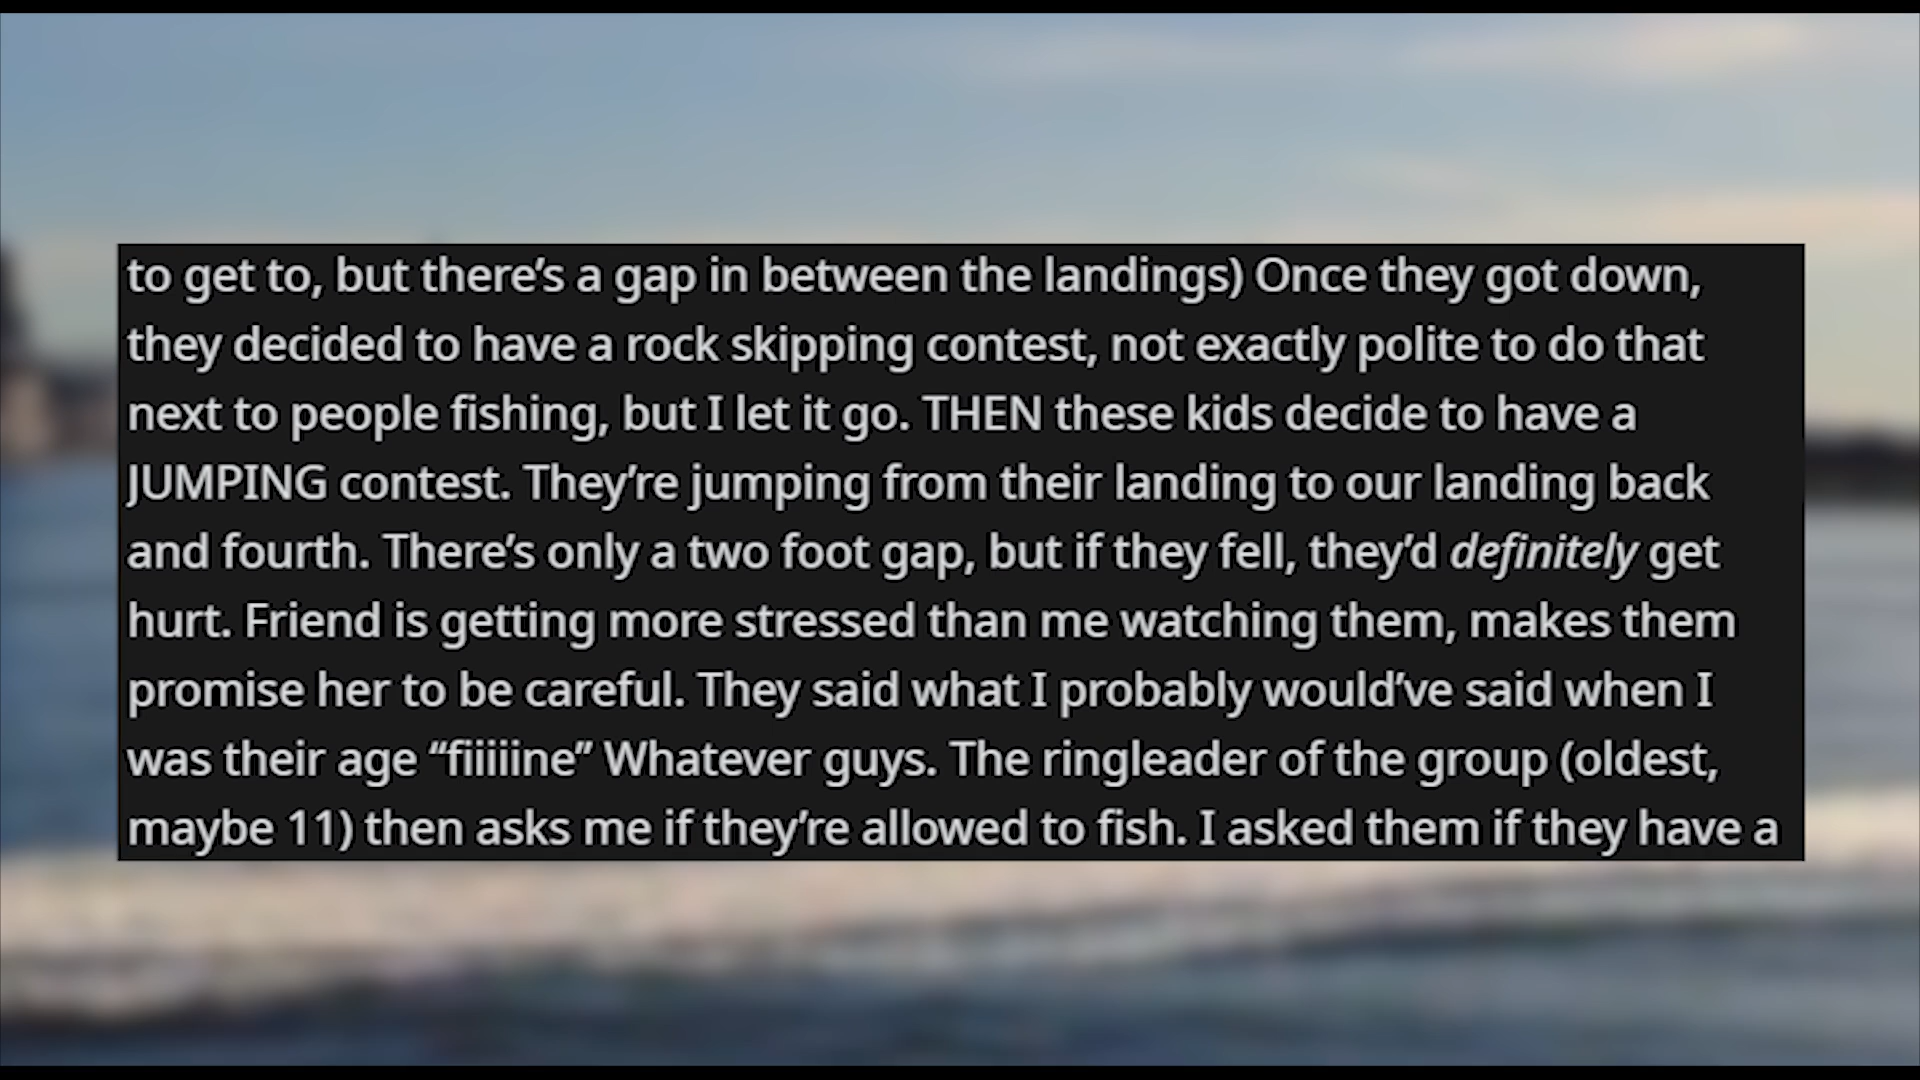 to get to, but there’s a gap in between the landings) Once they got down,
they decided to have a rock skipping contest, not exactly polite to do that
next to people fishing, but I let it go. THEN these kids decide to have a
JUMPING contest. They’re jumping from their landing to our landing back
and fourth. There’s only a two foot gap, but if they fell, they’d definitely get
hurt. Friend is getting more stressed than me watching them, makes them
promise her to be careful. They said what I probably would’ve said when I
was their age “fiiiiine” Whatever guys. The ringleader of the group (oldest,
maybe 11) then asks me if they’re allowed to fish. I asked them if they have a